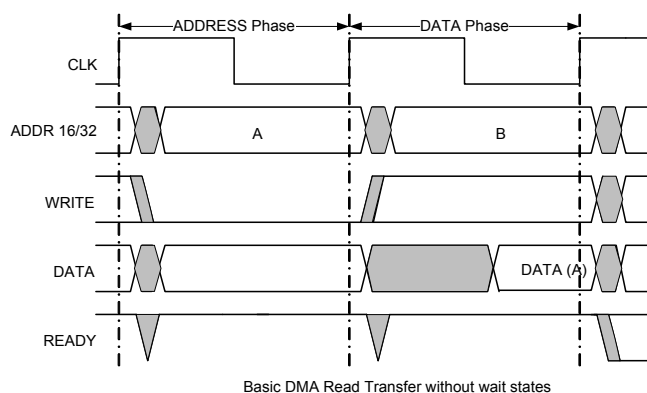 ADDRESS Phase DATA Phase
CLK
ADDR 16/32 A B
WRITE
DATA DATA (A)
READY
Basic DMA Read Transfer without wait states